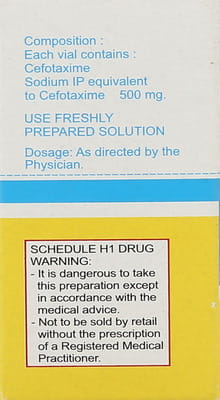 Composition :
Each vial contains :
Cefotaxime
Sodium IP equivalent
to Cefotaxime 500 mg.
USE FRESHLY
PREPARED SOLUTION
Dosage: As directed by the
Physician.
SCHEDULE H1 DRUG
WARNING:
- It is dangerous to take
this preparation except
in accordance with the
medical advice.
- Not to be sold by retail
without the prescription
of a Registered Medical
Practitioner.